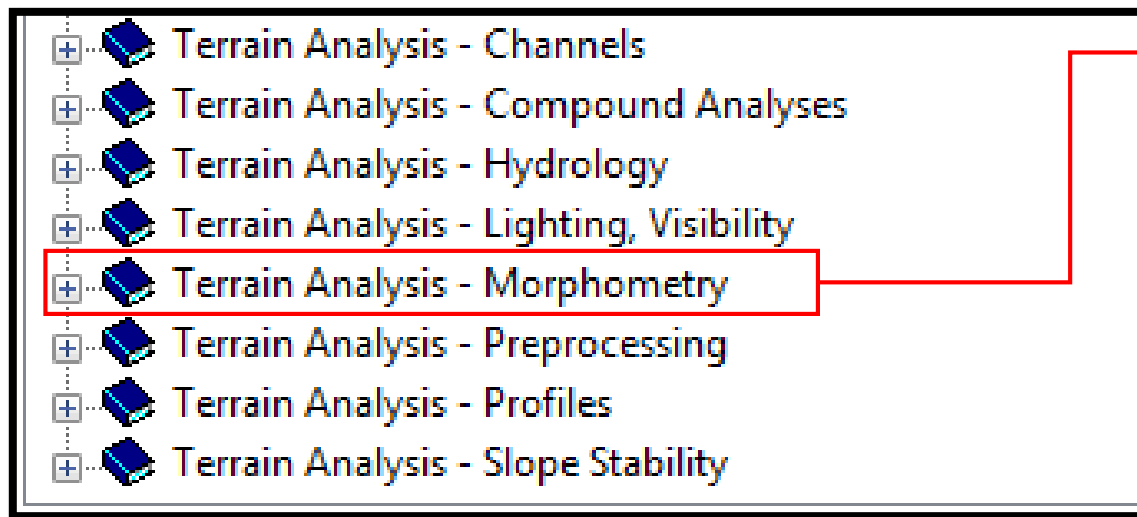 Terrain Analysis - Channels
Terrain Analysis - Compound Analyses
Terrain Analysis - Hydrology
Terrain Analysis - Lighting, Visibility
Terrain Analysis - Morphometry
Terrain Analysis - Preprocessing
Terrain Analysis - Profiles
Terrain Analysis - Slope Stability